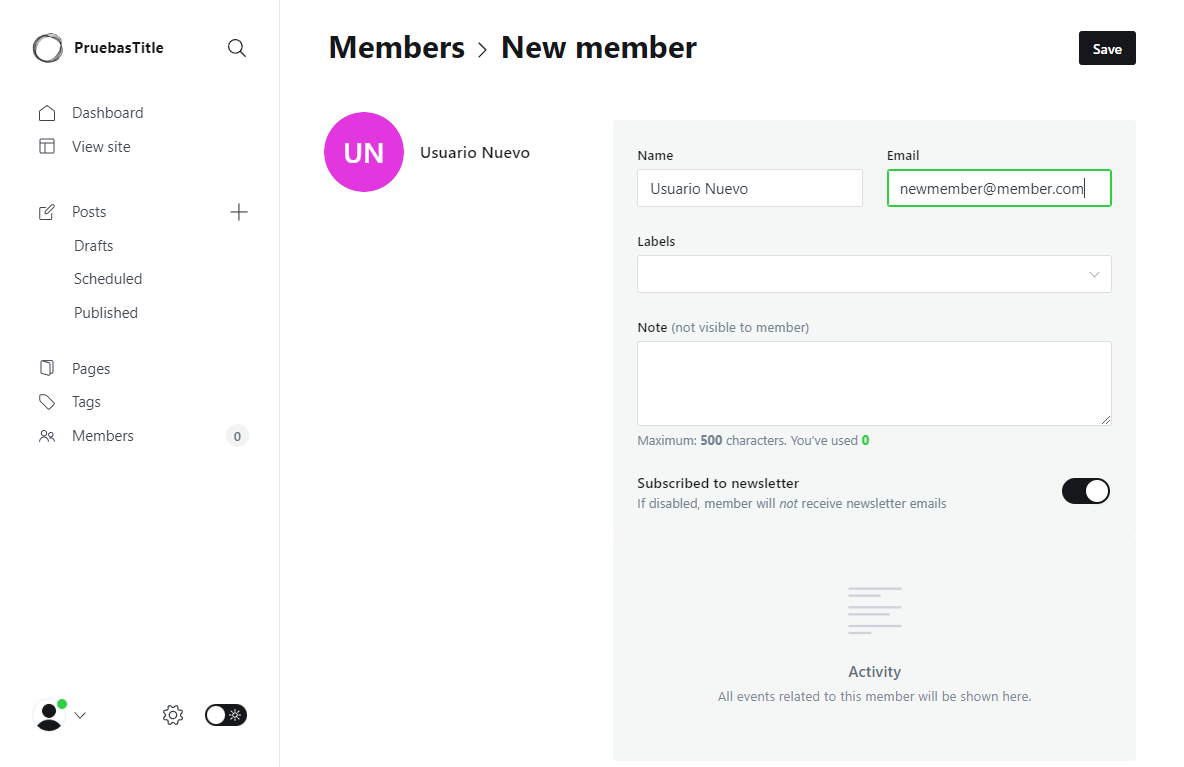 PruebasTitle
Dashboard
View site
Posts
Drafts
Scheduled
Published
Pages
Tags
Members
0
Members > New member
Save
UN
Usuario Nuevo
Name
Usuario Nuevo
Email
newmember@member.com
Labels
Note (not visible to member)
Maximum: 500 characters. You've used 0
Subscribed to newsletter
If disabled, member will not receive newsletter emails
Activity
All events related to this member will be shown here.